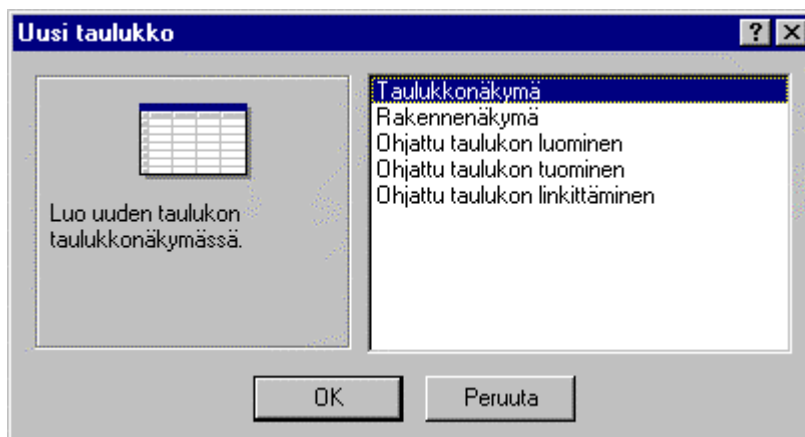 Uusi taulukko
Luo uuden taulukon
taulukkonäkymässä.
Taulukkonäkymä
Rakennenäkymä
Ohjattu taulukon luominen
Ohjattu taulukon tuominen
Ohjattu taulukon linkittäminen
OK
Peruuta